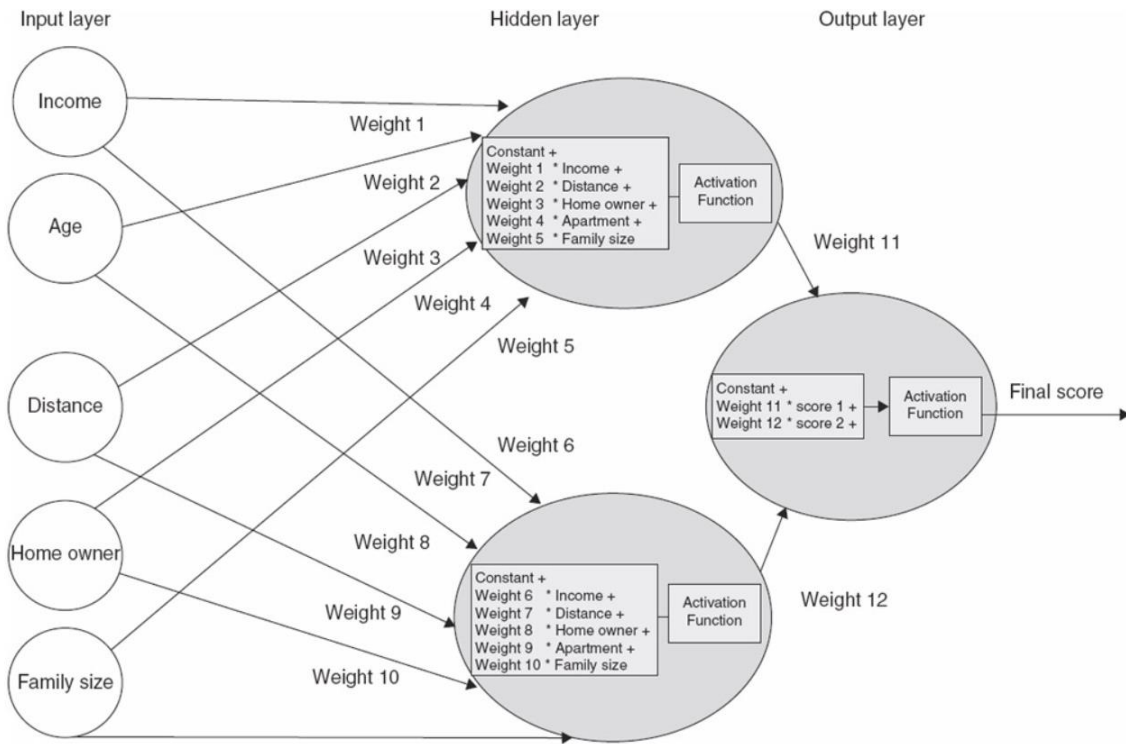 Input layer
Hidden layer
Output layer
Income
Weight 1
Constant +
Weight 1 * Income +
Weight 2 * Distance +
Weight 3 * Home owner +
Weight 4 * Apartment +
Weight 5 * Family size
Activation
Function
Weight 2
Age
Weight 3
Weight 11
Weight 4
Weight 5
Distance
Constant +
Weight 11 * score 1 +
Weight 12 * score 2 +
Activation
Function
Final score
Weight 6
Weight 7
Home owner
Weight 8
Constant +
Weight 6 * Income +
Weight 7 * Distance +
Weight 8 * Home owner +
Weight 9 * Apartment +
Weight 10 * Family size
Activation
Function
Weight 12
Weight 9
Family size
Weight 10